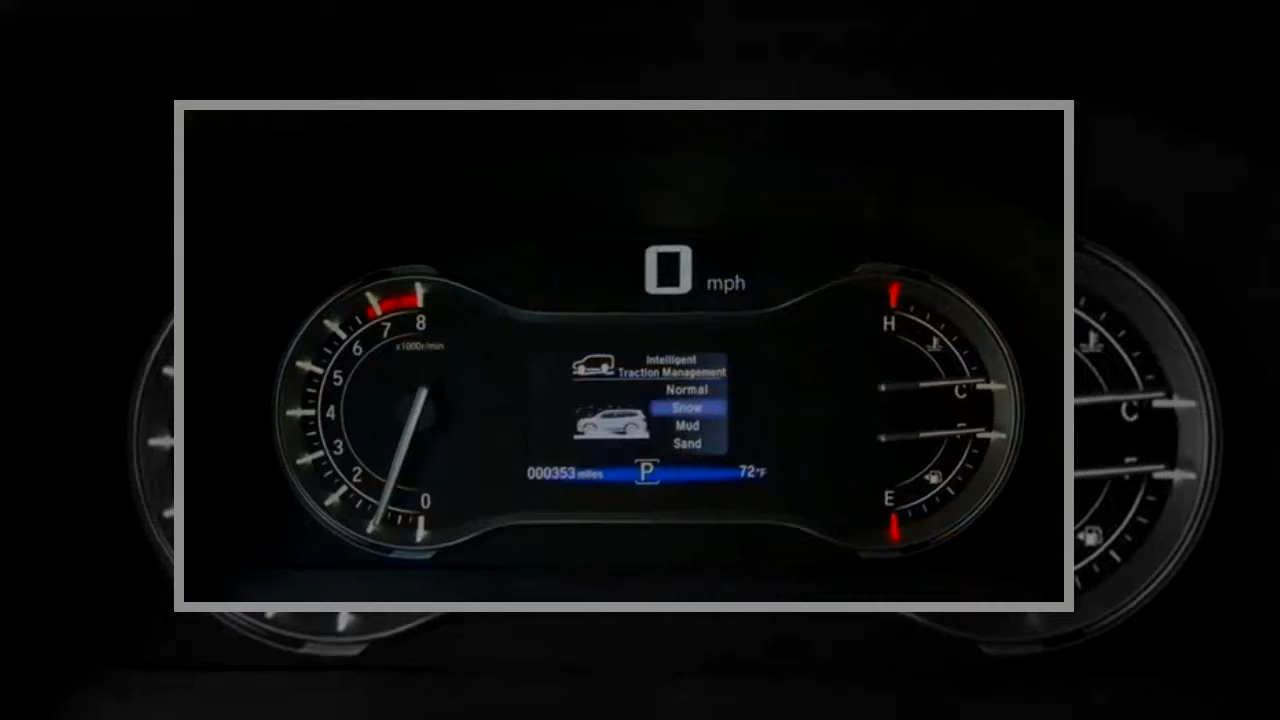 0 mph
8
7
6
5
4
3
2
0
x1000r/min
Intelligent
Traction Management
Normal
Snow
Mud
Sand
000353 miles P 72°F
H
C
E
C